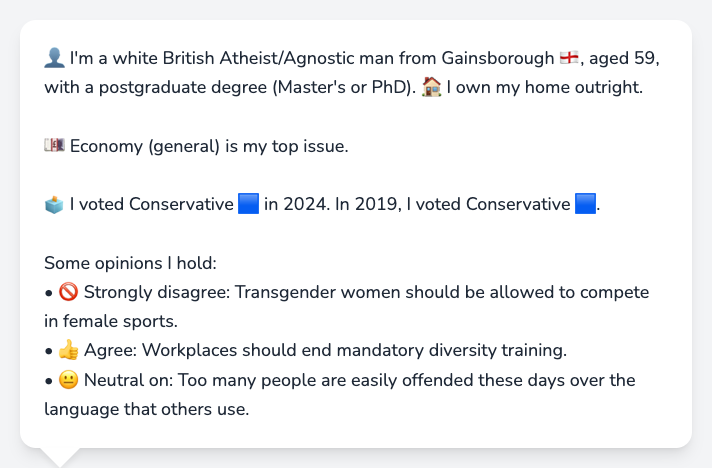 👤 I'm a white British Atheist/Agnostic man from Gainsborough 🏴󠁧󠁢󠁥󠁮󠁧󠁿, aged 59,
with a postgraduate degree (Master's or PhD). 🏠 I own my home outright.
💷 Economy (general) is my top issue.
🗳️ I voted Conservative 🟦 in 2024. In 2019, I voted Conservative 🟦.
Some opinions I hold:
• 🚫 Strongly disagree: Transgender women should be allowed to compete
in female sports.
• 👍 Agree: Workplaces should end mandatory diversity training.
• 😐 Neutral on: Too many people are easily offended these days over the
language that others use.